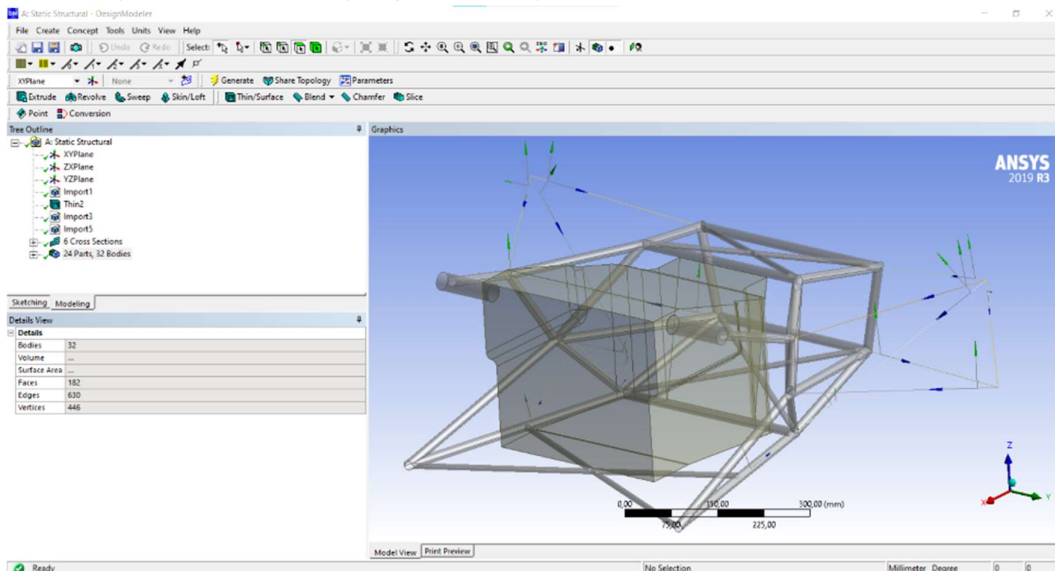 A: Static Structural - DesignModeler
File Create Concept Tools Units View Help
Undo Redo Select:
XYPlane None Generate Share Topology Parameters
Extrude Revolve Sweep Skin/Loft Thin/Surface Blend Chamfer Slice
Point Conversion
Tree Outline
A: Static Structural
XYPlane
ZXPlane
YZPlane
Import1
Thin2
Import3
Import5
6 Cross Sections
24 Parts, 32 Bodies
Sketching Modeling
Details View
Details
Bodies 32
Volume ...
Surface Area ...
Faces 182
Edges 630
Vertices 446
Graphics
ANSYS
2019 R3
Z
X Y
0,00 150,00 300,00 (mm)
75,00 225,00
Model View Print Preview
Ready No Selection Millimeter Degree 0 0